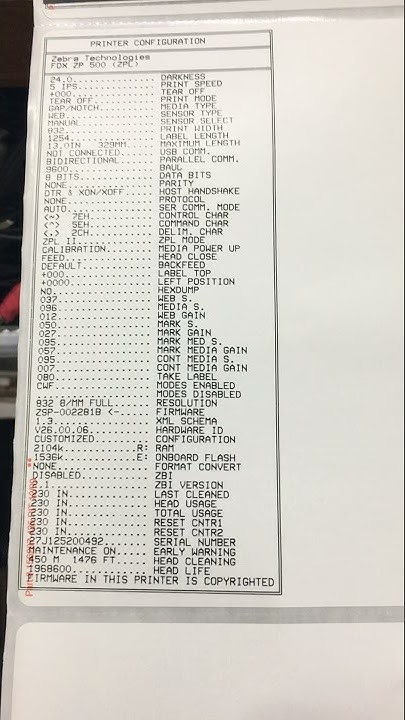 PRINTER CONFIGURATION
Zebra Technologies
FDX ZP 500 (ZPL)
24.0............... DARKNESS
5 IPS.............. PRINT SPEED
+000............... TEAR OFF
TEAR OFF........... PRINT MODE
GAP/NOTCH.......... MEDIA TYPE
WEB................ SENSOR TYPE
MANUAL............. SENSOR SELECT
832................ PRINT WIDTH
1254............... LABEL LENGTH
13.0IN 329MM....... MAXIMUM LENGTH
NOT CONNECTED...... USB COMM.
BIDIRECTIONAL...... PARALLEL COMM.
9600............... BAUD
8 BITS............. DATA BITS
NONE............... PARITY
DTR & XON/XOFF..... HOST HANDSHAKE
NONE............... PROTOCOL
AUTO............... SER COMM. MODE
<~> 7EH............ CONTROL CHAR
<^> 5EH............ COMMAND CHAR
<,> 2CH............ DELIM. CHAR
ZPL II............. ZPL MODE
CALIBRATION........ MEDIA POWER UP
FEED............... HEAD CLOSE
DEFAULT............ BACKFEED
+000............... LABEL TOP
+0000.............. LEFT POSITION
NO................. HEXDUMP
037................ WEB S.
096................ MEDIA S.
012................ WEB GAIN
050................ MARK S.
027................ MARK GAIN
095................ MARK MED S.
057................ MARK MEDIA GAIN
095................ CONT MEDIA S.
007................ CONT MEDIA GAIN
080................ TAKE LABEL
CWF................ MODES ENABLED
................... MODES DISABLED
832 8/MM FULL...... RESOLUTION
ZSP-002281B <-..... FIRMWARE
1.3................ XML SCHEMA
V26.00.06.......... HARDWARE ID
CUSTOMIZED......... CONFIGURATION
2104k............R: RAM
1536k............E: ONBOARD FLASH
NONE............... FORMAT CONVERT
DISABLED........... ZBI
2.1................ ZBI VERSION
230 IN............. LAST CLEANED
230 IN............. HEAD USAGE
230 IN............. TOTAL USAGE
230 IN............. RESET CNTR1
230 IN............. RESET CNTR2
27J125200492....... SERIAL NUMBER
MAINTENANCE ON..... EARLY WARNING
450 M 1476 FT...... HEAD CLEANING
1968600............ HEAD LIFE
FIRMWARE IN THIS PRINTER IS COPYRIGHTED